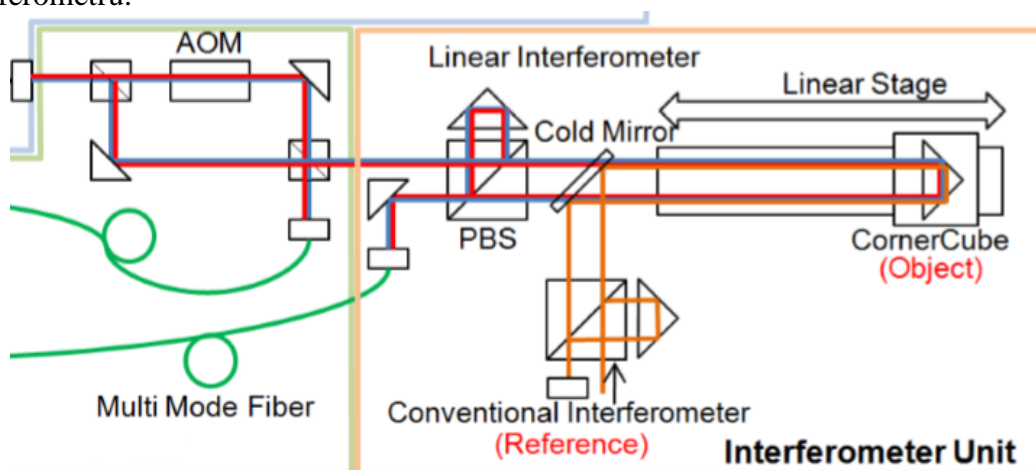 AOM
Linear Interferometer
Linear Stage
Cold Mirror
PBS
CornerCube
(Object)
Multi Mode Fiber
Conventional Interferometer
(Reference)
Interferometer Unit